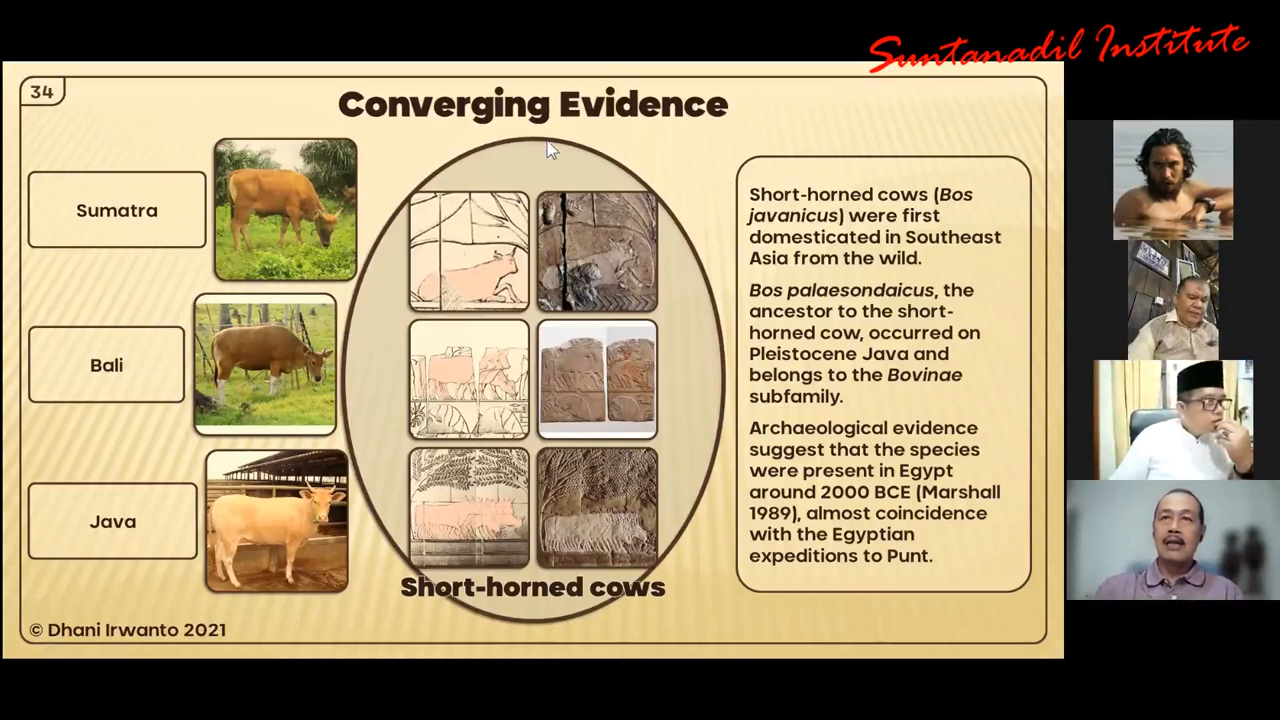 Suntanadil Institute
34
Converging Evidence
Sumatra
Bali
Java
Short-horned cows
Short-horned cows (Bos
javanicus) were first
domesticated in Southeast
Asia from the wild.
Bos palaesondaicus, the
ancestor to the short-
horned cow, occurred on
Pleistocene Java and
belongs to the Bovinae
subfamily.
Archaeological evidence
suggest that the species
were present in Egypt
around 2000 BCE (Marshall
1989), almost coincidence
with the Egyptian
expeditions to Punt.
© Dhani Irwanto 2021